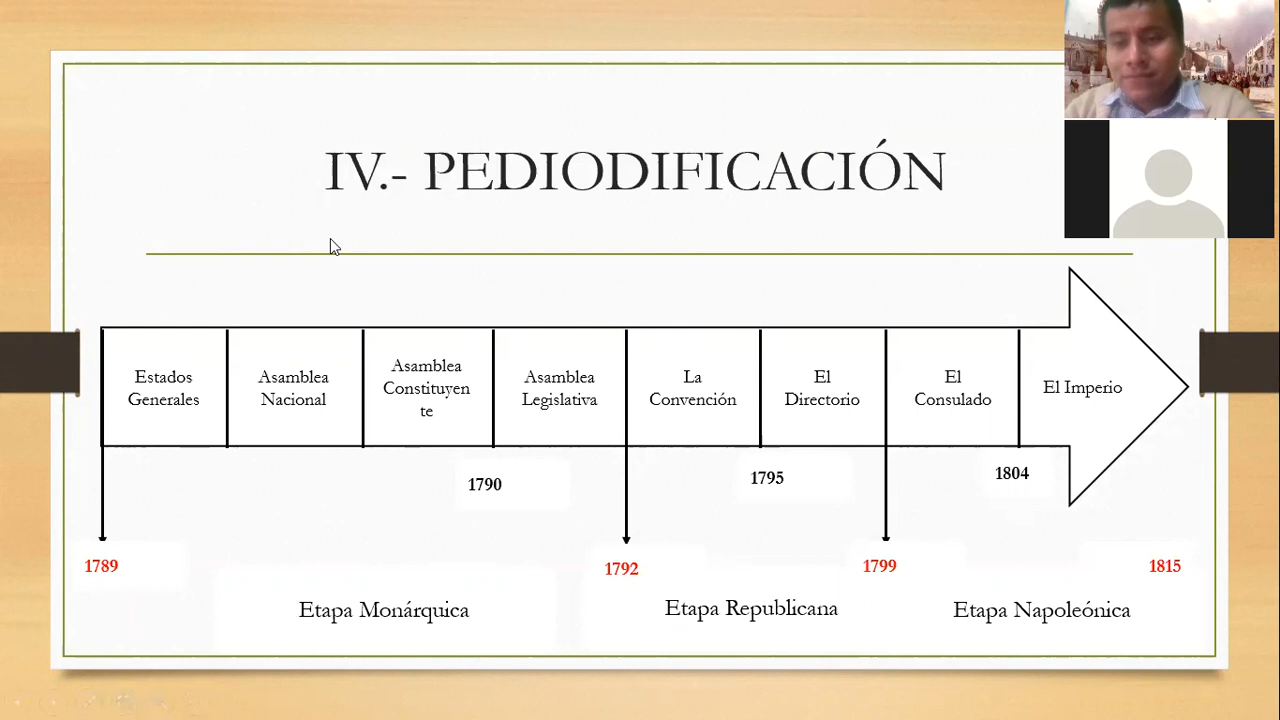 IV.- PEDIODIFICACIÓN
Estados
Generales
Asamblea
Nacional
Asamblea
Constituyen
te
Asamblea
Legislativa
La
Convención
El
Directorio
El
Consulado
El Imperio
1790
1795
1804
1789
1792
1799
1815
Etapa Monárquica
Etapa Republicana
Etapa Napoleónica